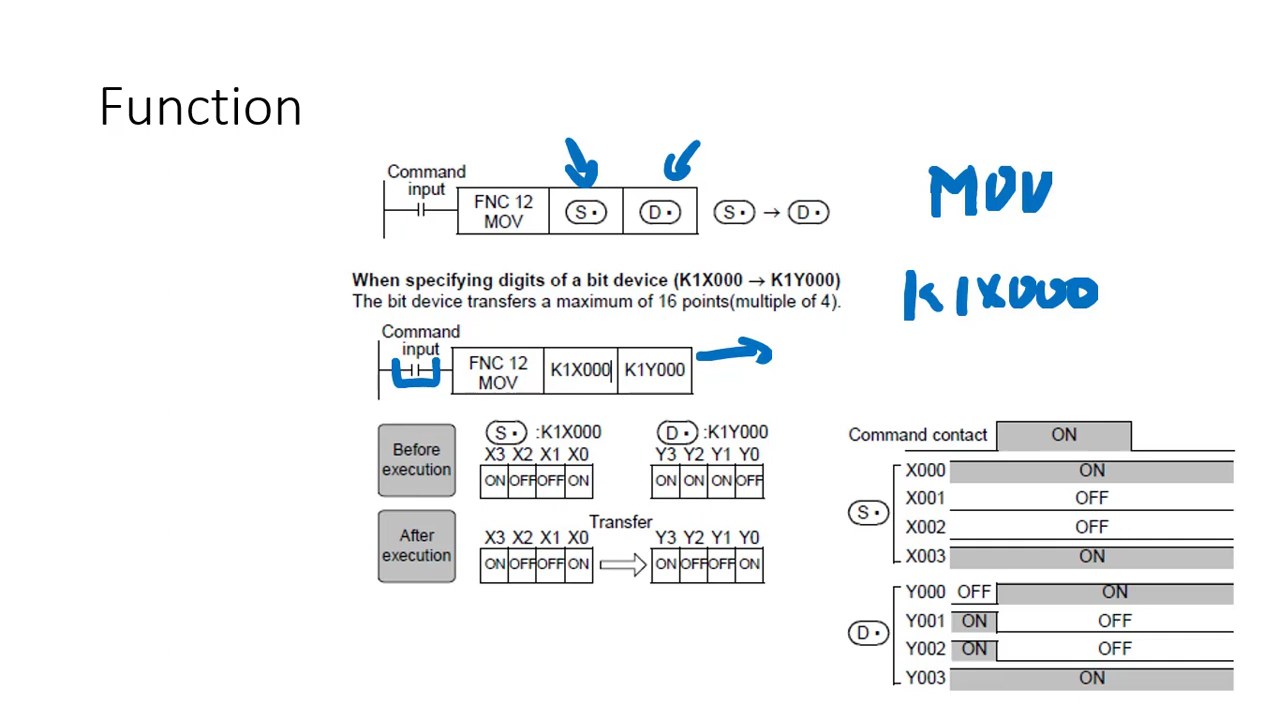 Function
Command
input
FNC 12
MOV
S・
D・
S・ → D・
MOV
When specifying digits of a bit device (K1X000 → K1Y000)
The bit device transfers a maximum of 16 points(multiple of 4).
K1X000
Command
input
FNC 12
MOV
K1X000
K1Y000
Before
execution
S・ :K1X000
X3 X2 X1 X0
ON OFF OFF ON
D・ :K1Y000
Y3 Y2 Y1 Y0
ON ON ON OFF
After
execution
Transfer
X3 X2 X1 X0
ON OFF OFF ON
Y3 Y2 Y1 Y0
ON OFF OFF ON
Command contact ON
S・
X000 ON
X001 OFF
X002 OFF
X003 ON
D・
Y000 OFF ON
Y001 ON OFF
Y002 ON OFF
Y003 ON